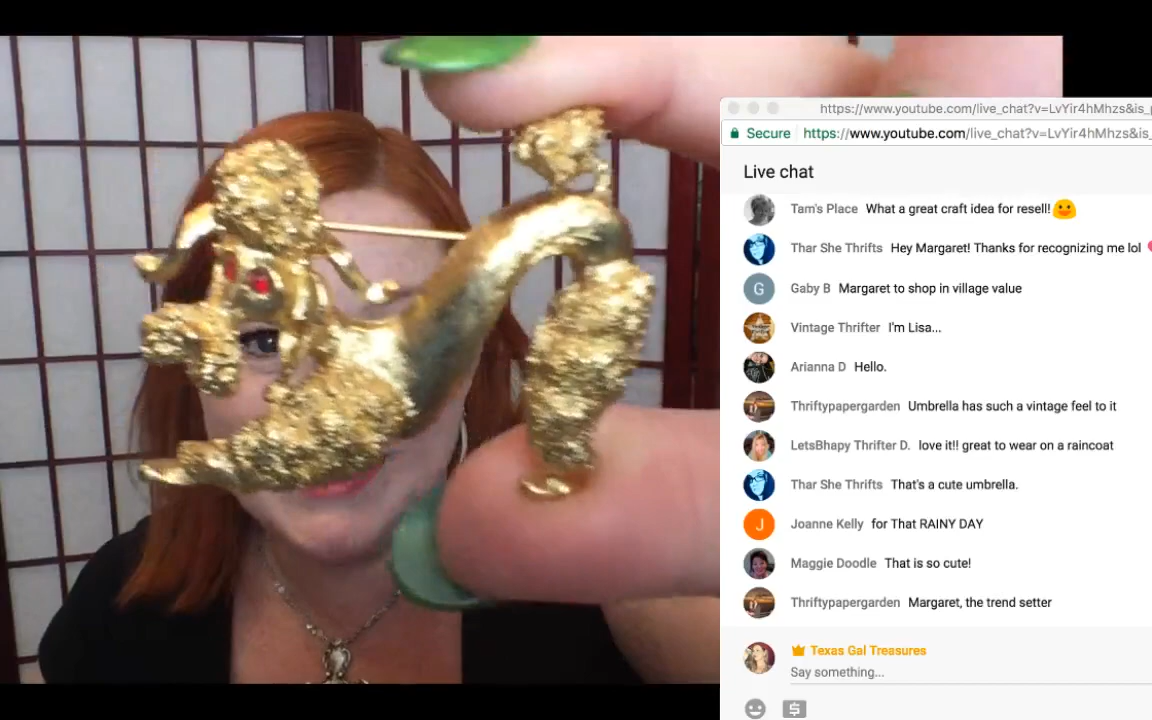 https://www.youtube.com/live_chat?v=LvYir4hMhzs&is_
Secure https://www.youtube.com/live_chat?v=LvYir4hMhzs&is_
Live chat
Tam's Place What a great craft idea for resell!
Thar She Thrifts Hey Margaret! Thanks for recognizing me lol
G Gaby B Margaret to shop in village value
Vintage Thrifter I'm Lisa...
Arianna D Hello.
Thriftypapergarden Umbrella has such a vintage feel to it
LetsBhapy Thrifter D. love it!! great to wear on a raincoat
Thar She Thrifts That's a cute umbrella.
J Joanne Kelly for That RAINY DAY
Maggie Doodle That is so cute!
Thriftypapergarden Margaret, the trend setter
Texas Gal Treasures
Say something...
$